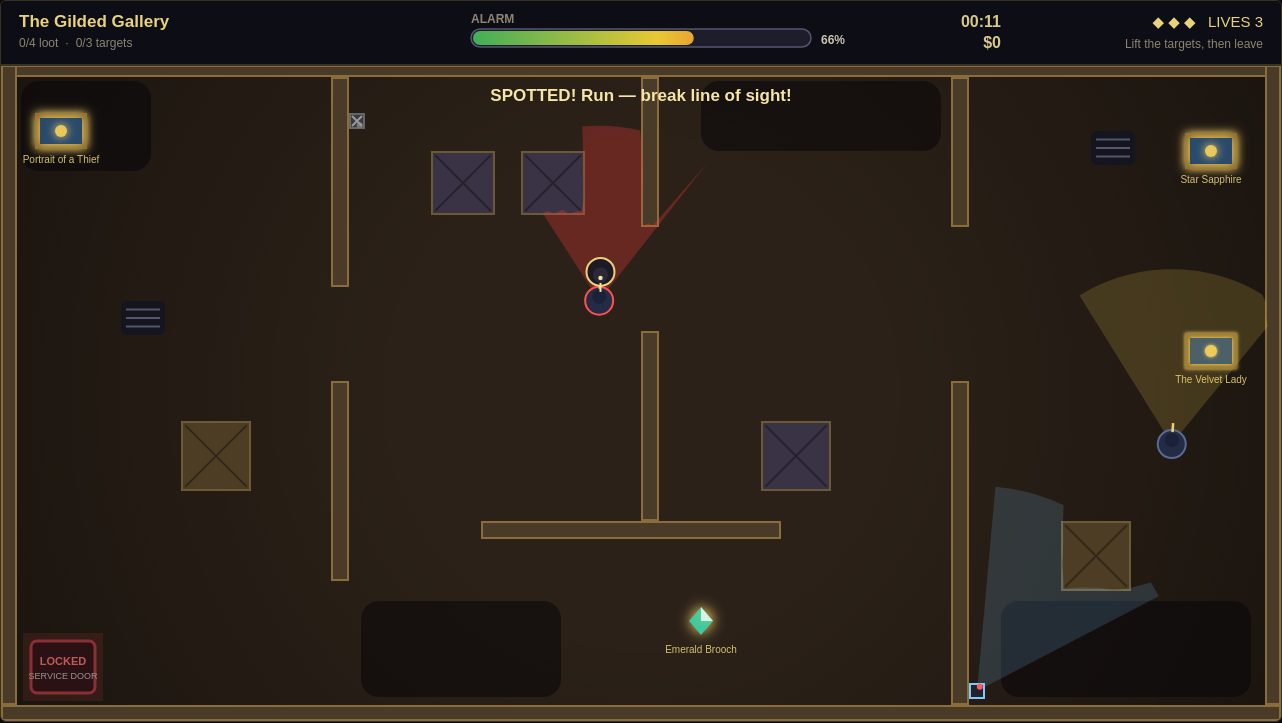 The Gilded Gallery
0/4 loot · 0/3 targets
ALARM
66%
00:11
$0
◆ ◆ ◆ LIVES 3
Lift the targets, then leave
SPOTTED! Run — break line of sight!
Portrait of a Thief
Star Sapphire
The Velvet Lady
Emerald Brooch
LOCKED
SERVICE DOOR